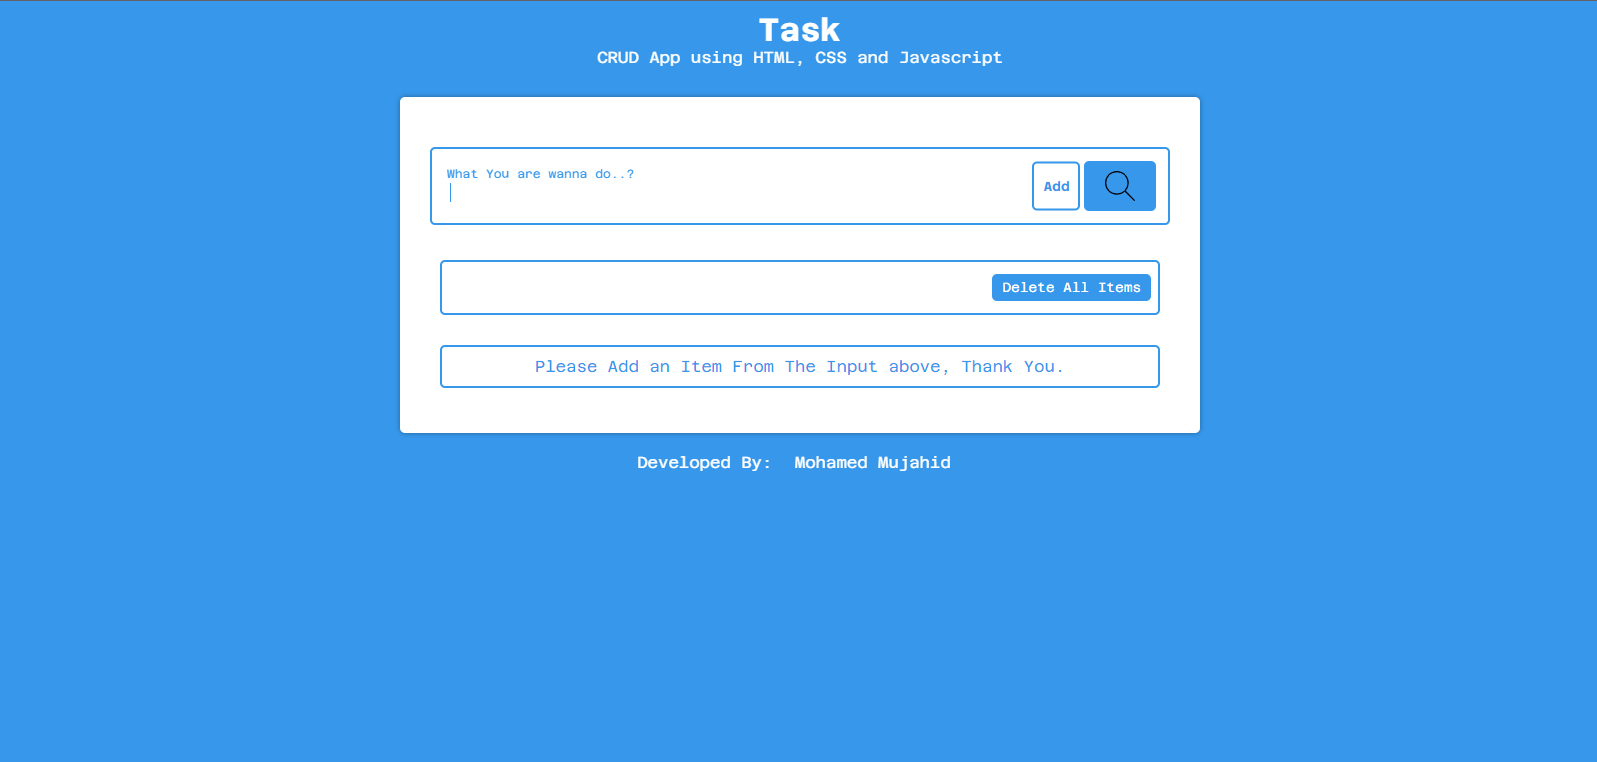 Task
CRUD App using HTML, CSS and Javascript
What You are wanna do..?
Add
Delete All Items
Please Add an Item From The Input above, Thank You.
Developed By: Mohamed Mujahid